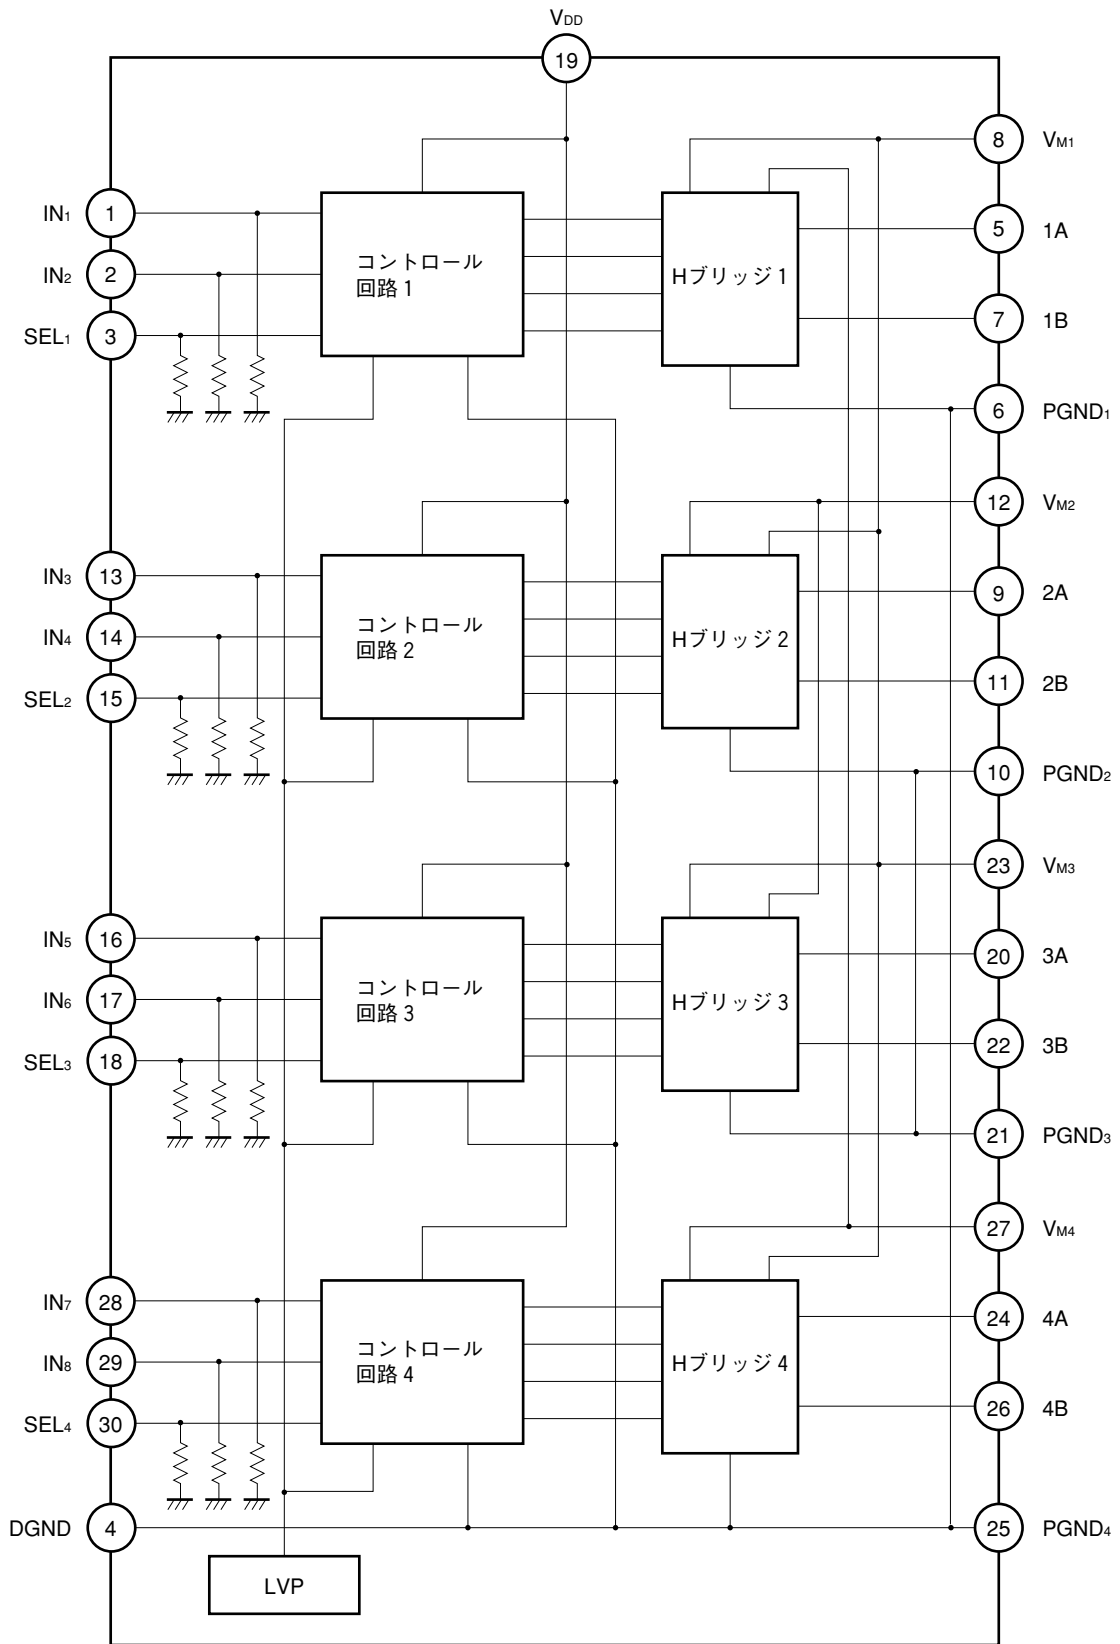 VDD
19
8 VM1
IN1 1
5 1A
コントロール
回路 1
Hブリッジ 1
IN2 2
7 1B
SEL1 3
6 PGND1
12 VM2
IN3 13
9 2A
コントロール
回路 2
Hブリッジ 2
IN4 14
11 2B
SEL2 15
10 PGND2
23 VM3
IN5 16
20 3A
コントロール
回路 3
Hブリッジ 3
IN6 17
22 3B
SEL3 18
21 PGND3
27 VM4
IN7 28
24 4A
コントロール
回路 4
Hブリッジ 4
IN8 29
26 4B
SEL4 30
DGND 4
25 PGND4
LVP